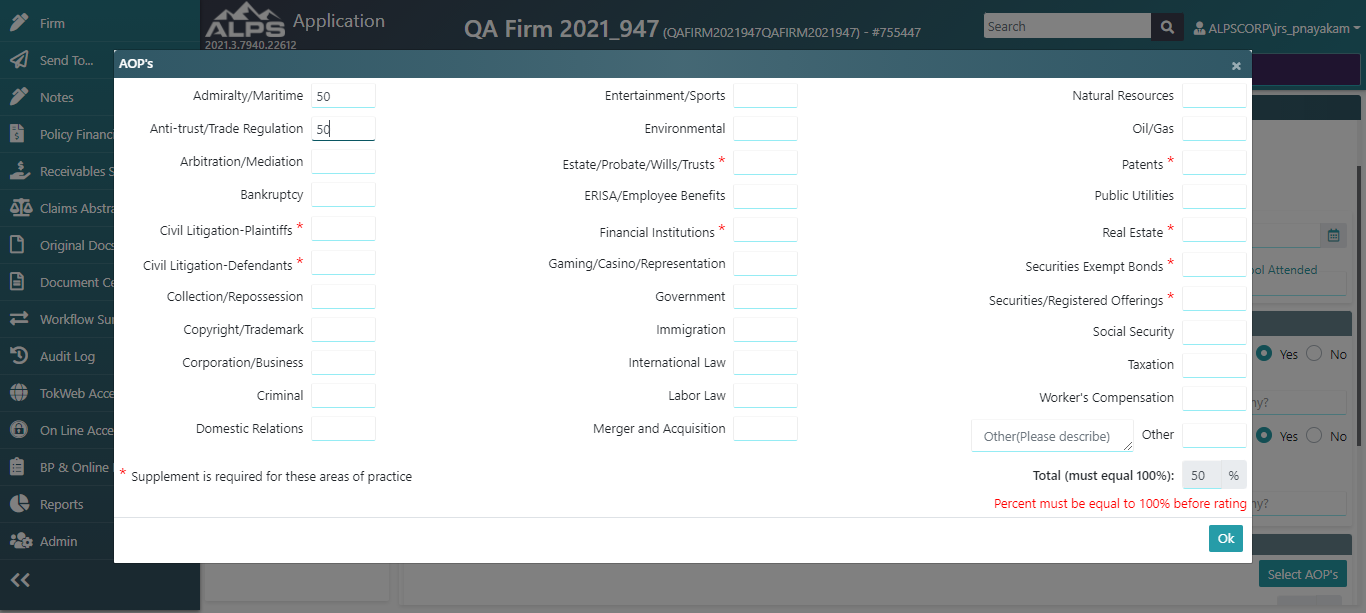 Firm
ALPS Application
2021.3.7940.22612
QA Firm 2021_947 (QAFIRM2021947QAFIRM2021947) - #755447
Search
ALPSCORP\jrs_pnayakam
Send To...
Notes
Policy Financ
Receivables S
Claims Abstra
Original Docs
Document Ce
Workflow Sum
Audit Log
TokWeb Acce
On Line Acce
BP & Online
Reports
Admin
AOP's ×
Admiralty/Maritime 50
Anti-trust/Trade Regulation 50
Arbitration/Mediation
Bankruptcy
Civil Litigation-Plaintiffs *
Civil Litigation-Defendants *
Collection/Repossession
Copyright/Trademark
Corporation/Business
Criminal
Domestic Relations
Entertainment/Sports
Environmental
Estate/Probate/Wills/Trusts *
ERISA/Employee Benefits
Financial Institutions *
Gaming/Casino/Representation
Government
Immigration
International Law
Labor Law
Merger and Acquisition
Natural Resources
Oil/Gas
Patents *
Public Utilities
Real Estate *
Securities Exempt Bonds *
Securities/Registered Offerings *
Social Security
Taxation
Worker's Compensation
Other(Please describe) Other
* Supplement is required for these areas of practice
Total (must equal 100%): 50 %
Percent must be equal to 100% before rating
Ok
ool Attended
Yes No
ny?
Yes No
ny?
Select AOP's